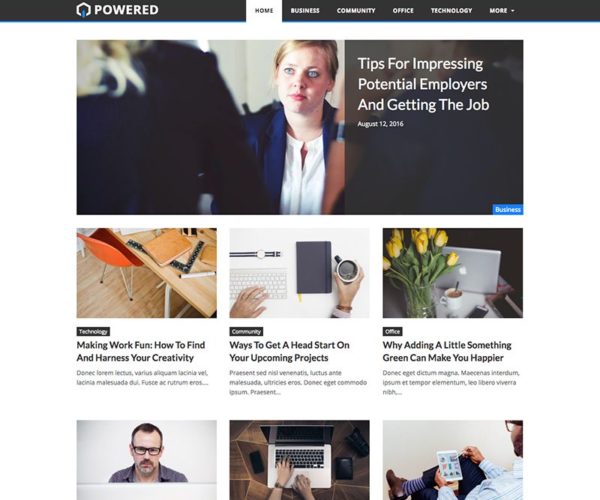 POWERED
HOME BUSINESS COMMUNITY OFFICE TECHNOLOGY MORE
Tips For Impressing
Potential Employers
And Getting The Job
August 12, 2016
Business
Technology
Making Work Fun: How To Find
And Harness Your Creativity
Donec lorem lectus, varius aliquam lacinia vel,
lacinia malesuada dui. Fusce ac rutrum eros....
Community
Ways To Get A Head Start On
Your Upcoming Projects
Praesent sed nisl venenatis, luctus ante
malesuada, ultricies eros. Donec eget commodo
ipsum. Praesent...
Office
Why Adding A Little Something
Green Can Make You Happier
Donec eget dictum magna. Maecenas interdum,
ipsum et tempor elementum, leo libero viverra
nibh,...